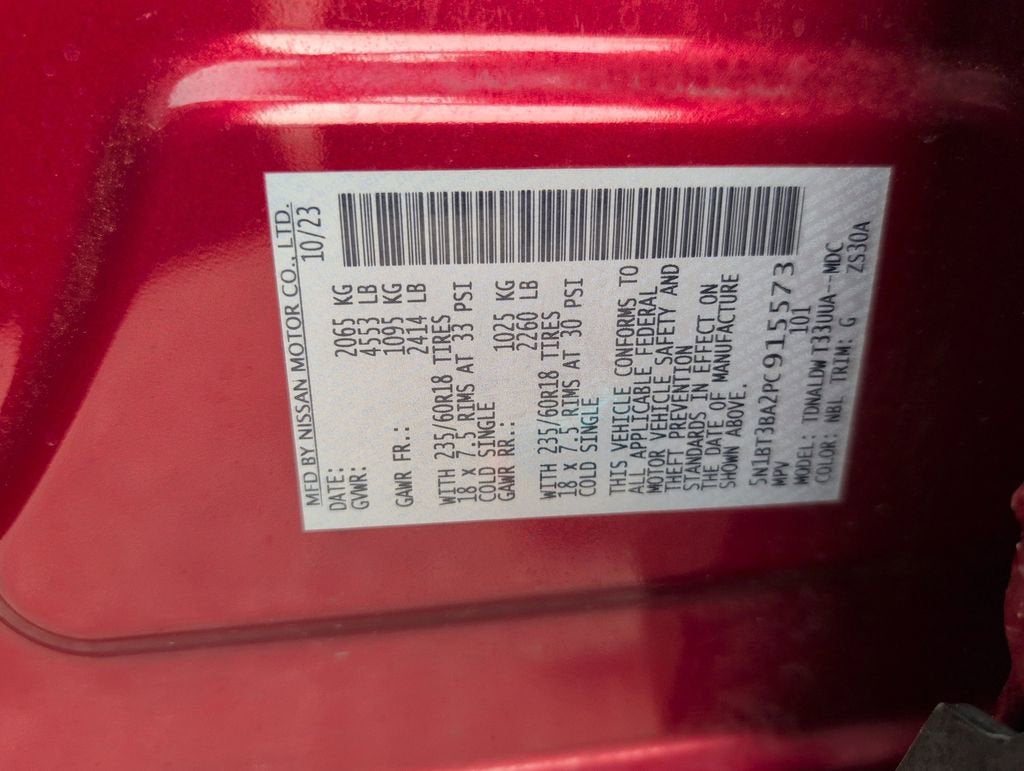 MFD BY NISSAN MOTOR CO., LTD.
DATE: 10/23
GVWR: 2065 KG
4553 LB
GAWR FR.: 1095 KG
2414 LB
WITH 235/60R18 TIRES
18 X 7.5 RIMS AT 33 PSI
COLD SINGLE
GAWR RR.: 1025 KG
2260 LB
WITH 235/60R18 TIRES
18 X 7.5 RIMS AT 30 PSI
COLD SINGLE
THIS VEHICLE CONFORMS TO
ALL APPLICABLE FEDERAL
MOTOR VEHICLE SAFETY AND
THEFT PREVENTION
STANDARDS IN EFFECT ON
THE DATE OF MANUFACTURE
SHOWN ABOVE.
5N1BT3BA2PC915573
MPV 101
MODEL: TDNALDW T33UUA--MDC
COLOR: NBL TRIM: G ZS30A